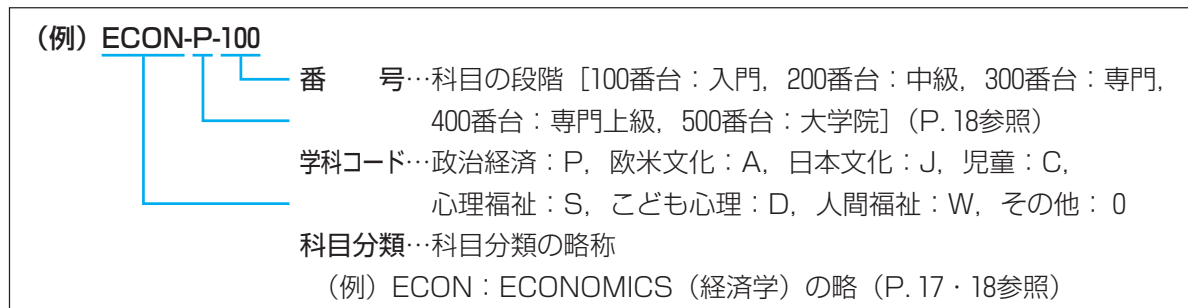 （例）ECON-P-100
番　　号…科目の段階［100番台：入門，200番台：中級，300番台：専門，
400番台：専門上級，500番台：大学院］（P. 18参照）
学科コード…政治経済：P，欧米文化：A，日本文化：J，児童：C，
心理福祉：S，こども心理：D，人間福祉：W，その他：0
科目分類…科目分類の略称
（例）ECON：ECONOMICS（経済学）の略（P. 17・18参照）